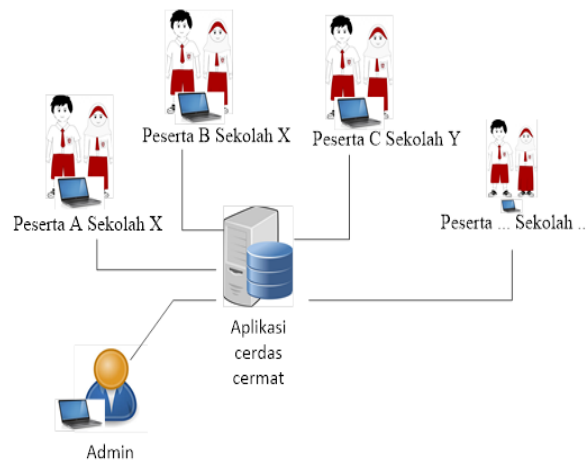 Peserta B Sekolah X
Peserta C Sekolah Y
Peserta A Sekolah X
Peserta ... Sekolah ..
Aplikasi
cerdas
cermat
Admin